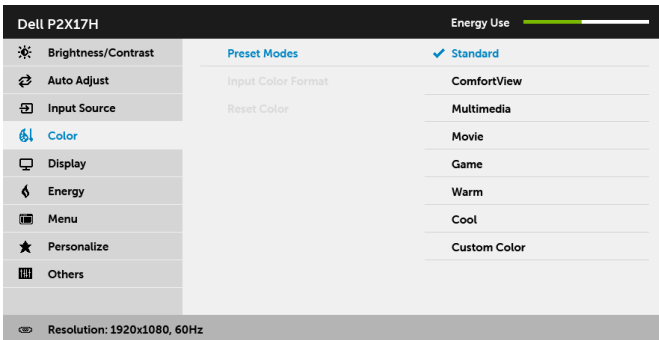 Dell P2X17H
Energy Use
Brightness/Contrast
Preset Modes
Standard
Auto Adjust
Input Color Format
ComfortView
Input Source
Reset Color
Multimedia
Color
Movie
Display
Game
Energy
Warm
Menu
Cool
Personalize
Custom Color
Others
Resolution: 1920x1080, 60Hz